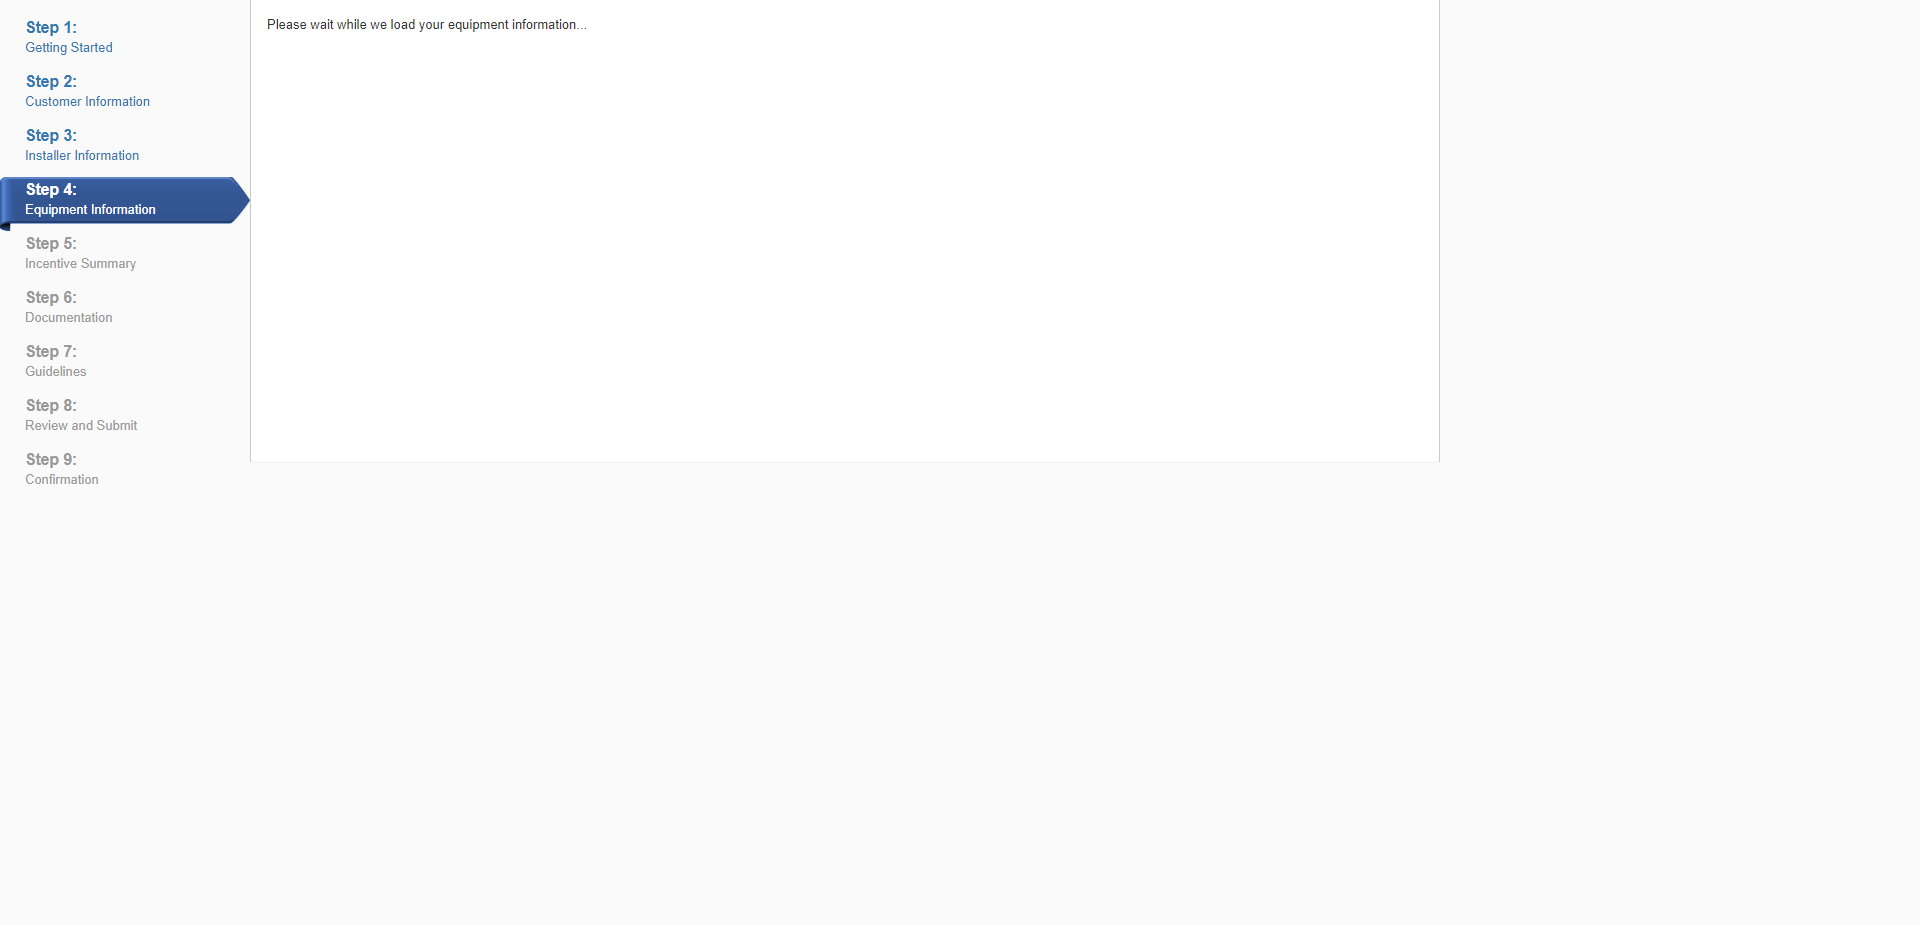 Step 1:
Getting Started
Step 2:
Customer Information
Step 3:
Installer Information
Step 4:
Equipment Information
Step 5:
Incentive Summary
Step 6:
Documentation
Step 7:
Guidelines
Step 8:
Review and Submit
Step 9:
Confirmation
Please wait while we load your equipment information...